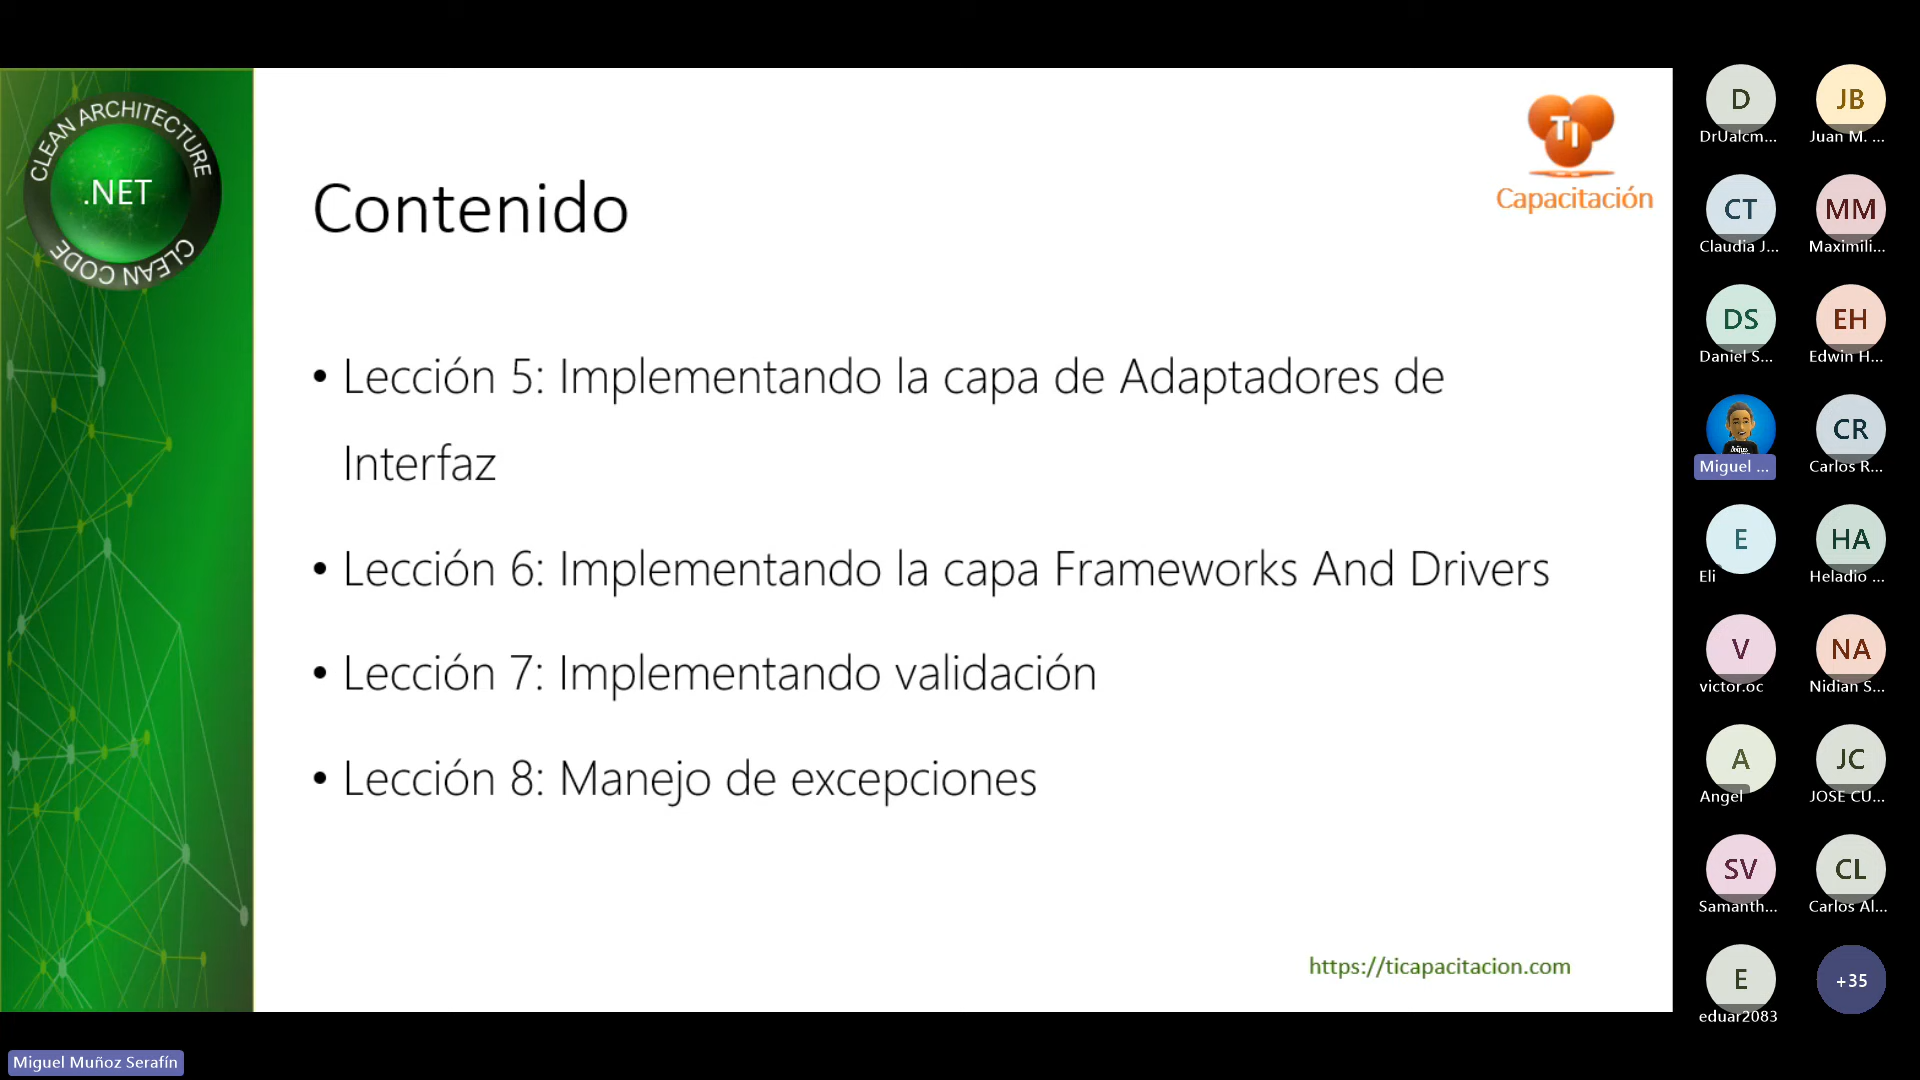 CLEAN ARCHITECTURE
.NET
CLEAN CODE
TI
Capacitación
Contenido
• Lección 5: Implementando la capa de Adaptadores de
Interfaz
• Lección 6: Implementando la capa Frameworks And Drivers
• Lección 7: Implementando validación
• Lección 8: Manejo de excepciones
https://ticapacitacion.com
D
DrUalcm...
JB
Juan M. ...
CT
Claudia J...
MM
Maximili...
DS
Daniel S...
EH
Edwin H...
Miguel ...
CR
Carlos R...
E
Eli
HA
Heladio ...
V
victor.oc
NA
Nidian S...
A
Angel
JC
JOSE CU...
SV
Samanth...
CL
Carlos Al...
E
eduar2083
+35
Miguel Muñoz Serafín